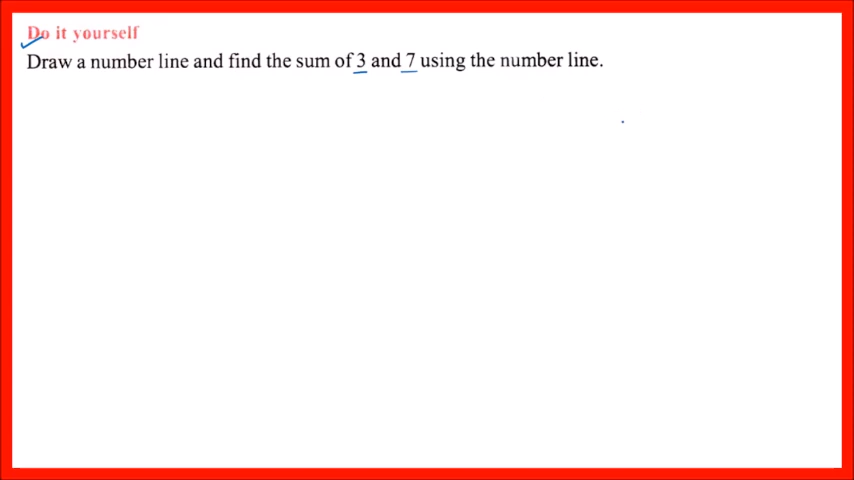 Do it yourself
Draw a number line and find the sum of 3 and 7 using the number line.